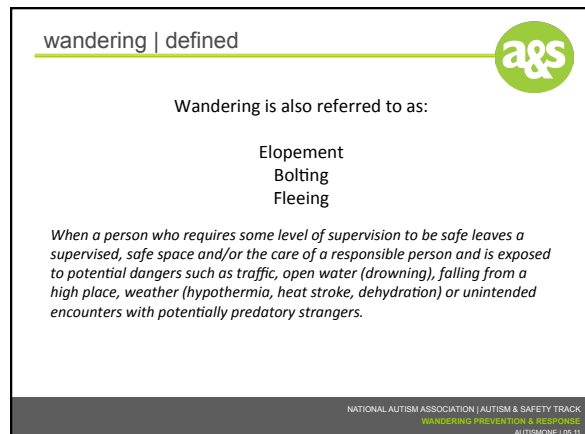 wandering | defined
a&s
Wandering is also referred to as:
Elopement
Bolting
Fleeing
When a person who requires some level of supervision to be safe leaves a
supervised, safe space and/or the care of a responsible person and is exposed
to potential dangers such as traffic, open water (drowning), falling from a
high place, weather (hypothermia, heat stroke, dehydration) or unintended
encounters with potentially predatory strangers.
NATIONAL AUTISM ASSOCIATION | AUTISM & SAFETY TRACK
WANDERING PREVENTION & RESPONSE
AUTISMONE | 05.11